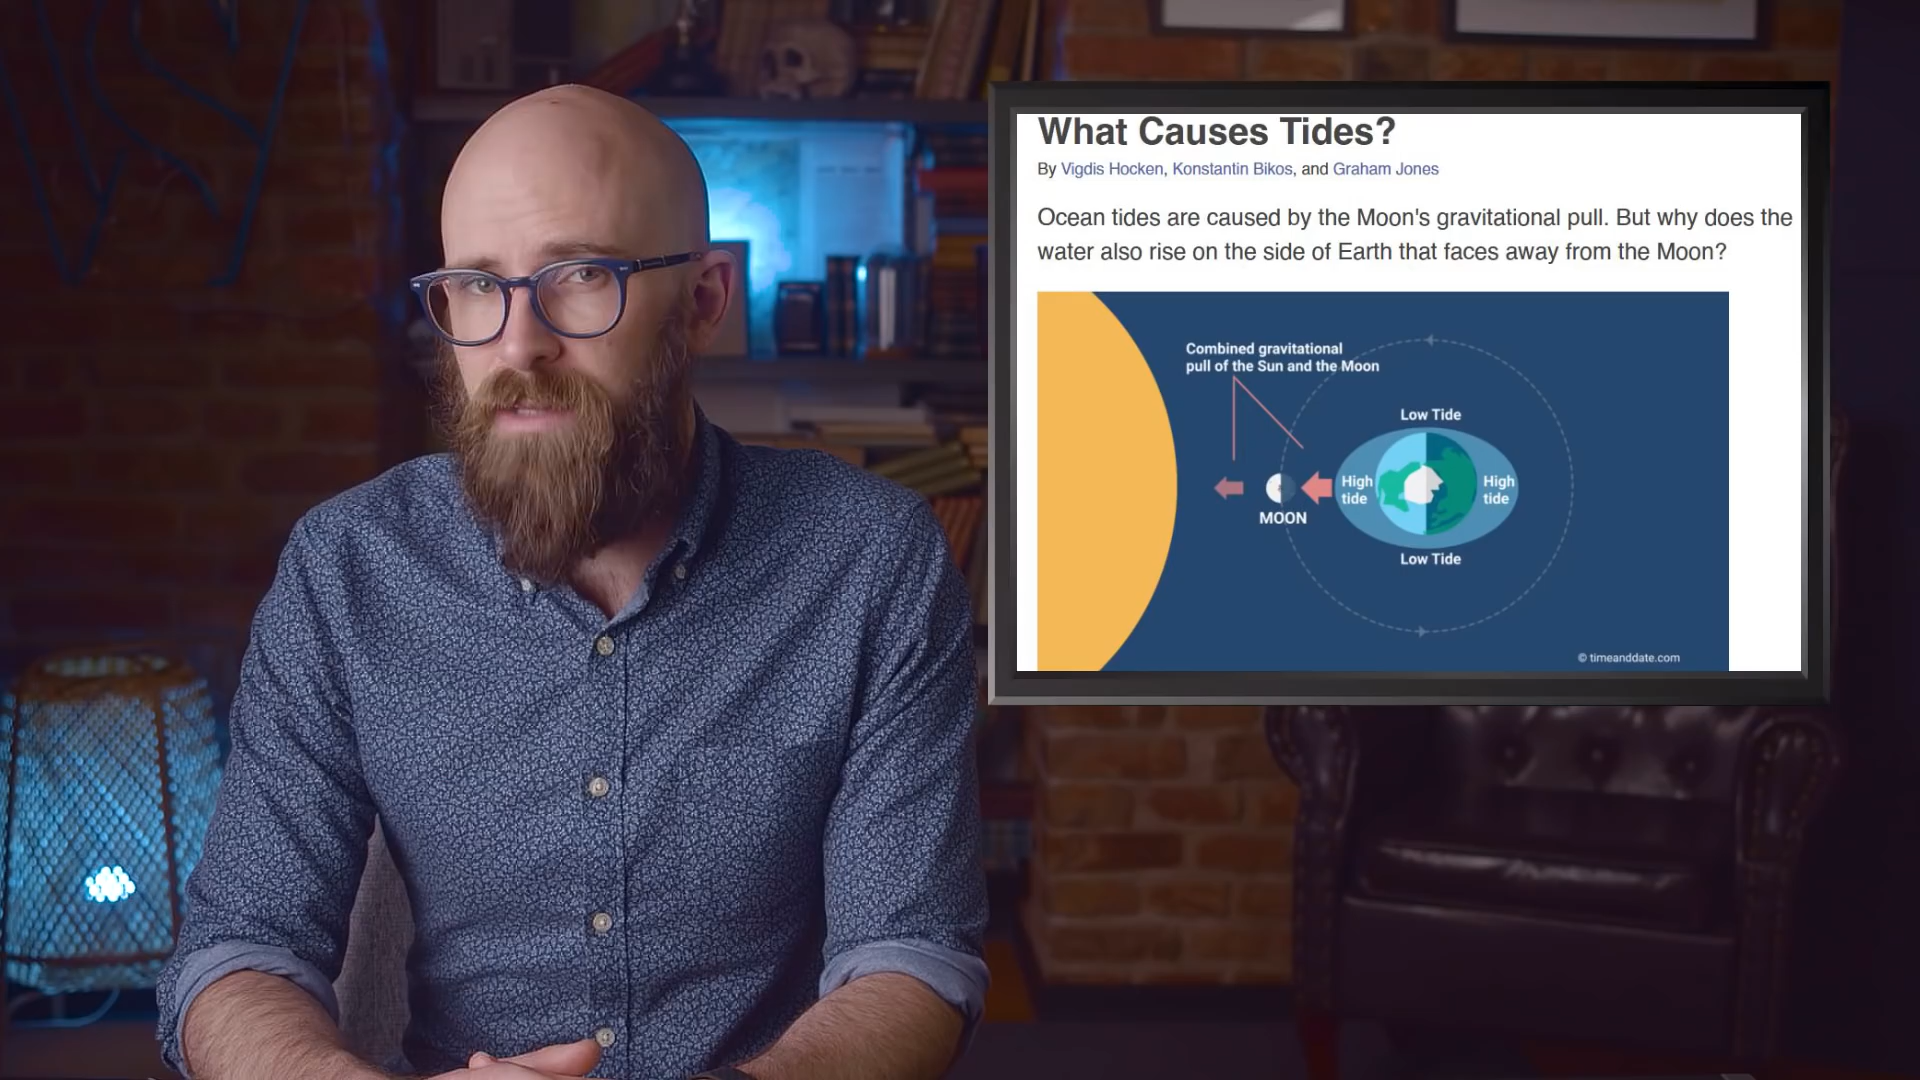 What Causes Tides?
By Vigdis Hocken, Konstantin Bikos, and Graham Jones
Ocean tides are caused by the Moon's gravitational pull. But why does the
water also rise on the side of Earth that faces away from the Moon?
Combined gravitational
pull of the Sun and the Moon
Low Tide
High
tide
High
tide
MOON
Low Tide
© timeanddate.com